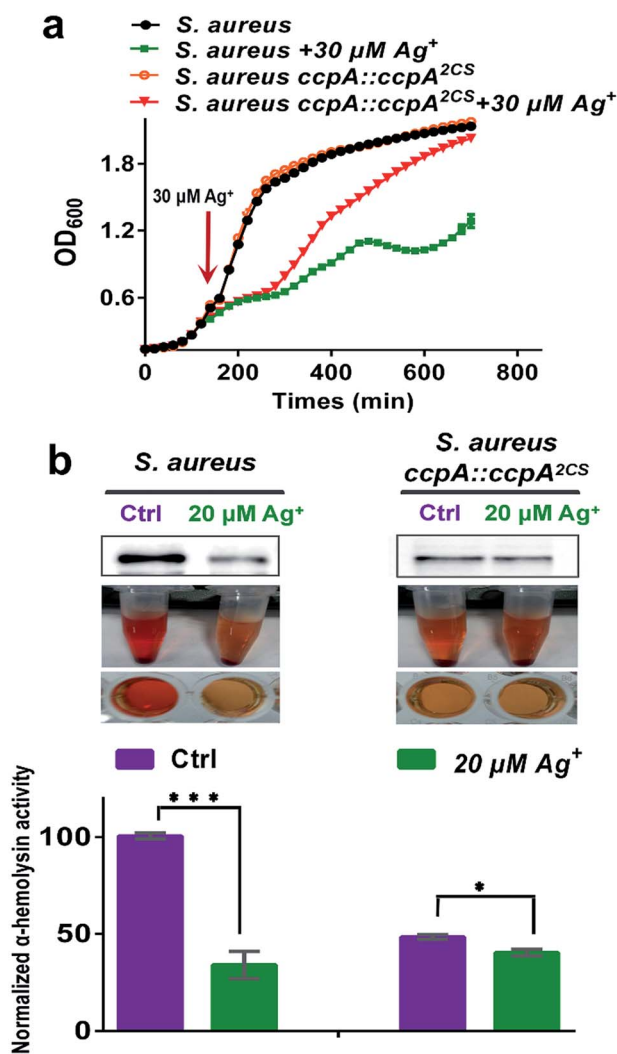 a
S. aureus
S. aureus +30 µM Ag⁺
S. aureus ccpA::ccpA²ᶜˢ
S. aureus ccpA::ccpA²ᶜˢ+30 µM Ag⁺
OD₆₀₀
1.8
1.2
0.6
30 µM Ag⁺
0 200 400 600 800
Times (min)
b
S. aureus
Ctrl 20 µM Ag⁺
S. aureus
ccpA::ccpA²ᶜˢ
Ctrl 20 µM Ag⁺
Ctrl
20 µM Ag⁺
Normalized α-hemolysin activity
100
50
0
***
*